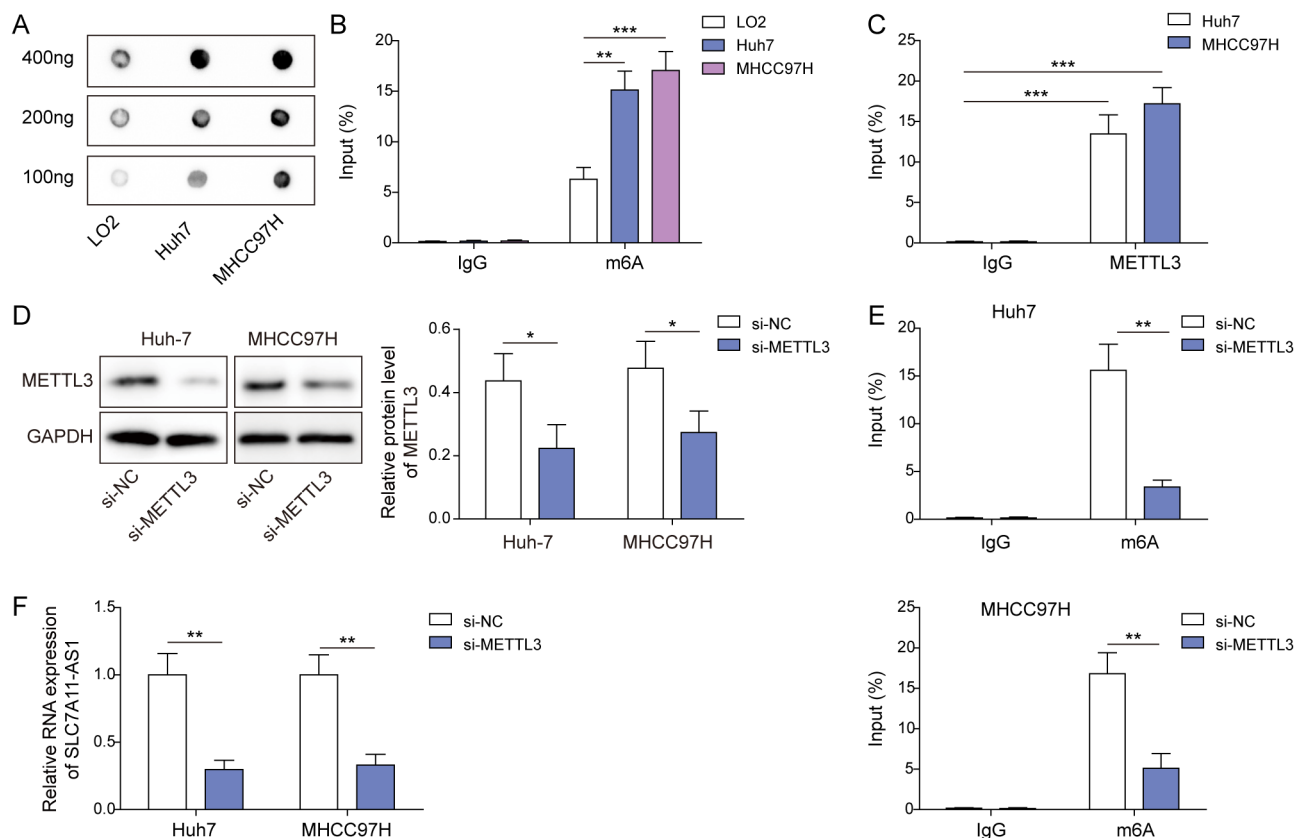 A
400ng
200ng
100ng
LO2
Huh7
MHCC97H
B
LO2
Huh7
MHCC97H
Input (%)
20
15
10
5
0
***
**
IgG
m6A
C
Huh7
MHCC97H
Input (%)
25
20
15
10
5
0
***
***
IgG
METTL3
D
Huh-7
MHCC97H
METTL3
GAPDH
si-NC
si-METTL3
si-NC
si-METTL3
Relative protein level
of METTL3
0.6
0.4
0.2
0.0
*
*
si-NC
si-METTL3
Huh-7
MHCC97H
E
Huh7
si-NC
si-METTL3
Input (%)
20
15
10
5
0
**
IgG
m6A
MHCC97H
si-NC
si-METTL3
Input (%)
25
20
15
10
5
0
**
IgG
m6A
F
Relative RNA expression
of SLC7A11-AS1
1.5
1.0
0.5
0.0
**
**
si-NC
si-METTL3
Huh7
MHCC97H